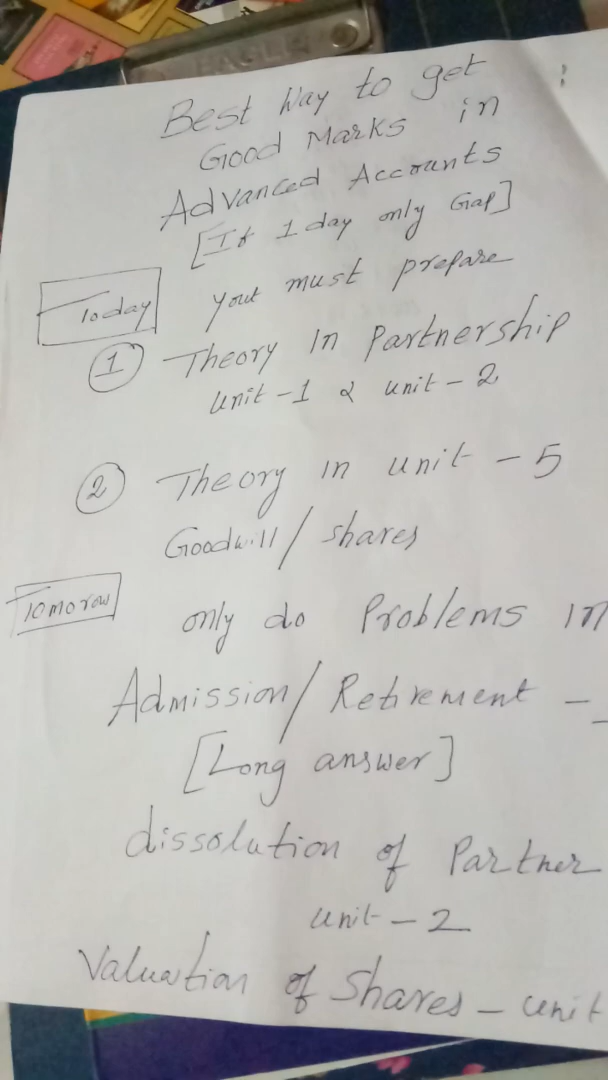 EAGLE
Best Way to get :
Good Marks in
Advanced Accounts
[If 1 day only Gap]
Today your must prepare
1 Theory In Partnership
unit - 1 & unit - 2
2 Theory in unit - 5
Goodwill / shares
Tomorow only do Problems in
Admission / Retirement -
[Long answer]
dissolution of Partner
unit - 2
Valuation of Shares - unit